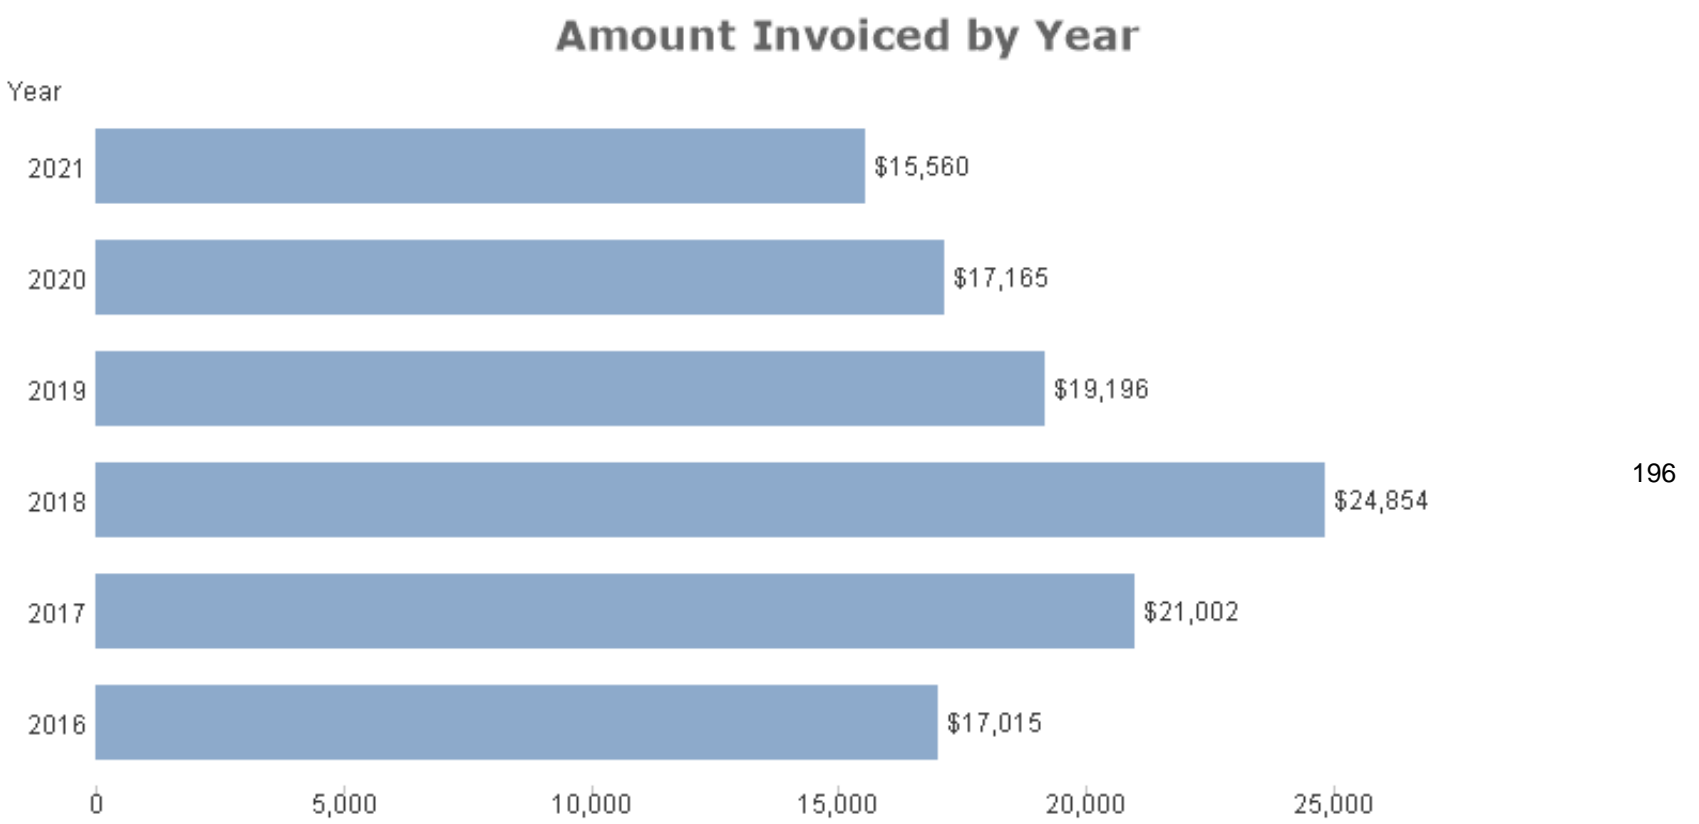 Amount Invoiced by Year
Year
2021 $15,560
2020 $17,165
2019 $19,196
2018 $24,854
196
2017 $21,002
2016 $17,015
0 5,000 10,000 15,000 20,000 25,000